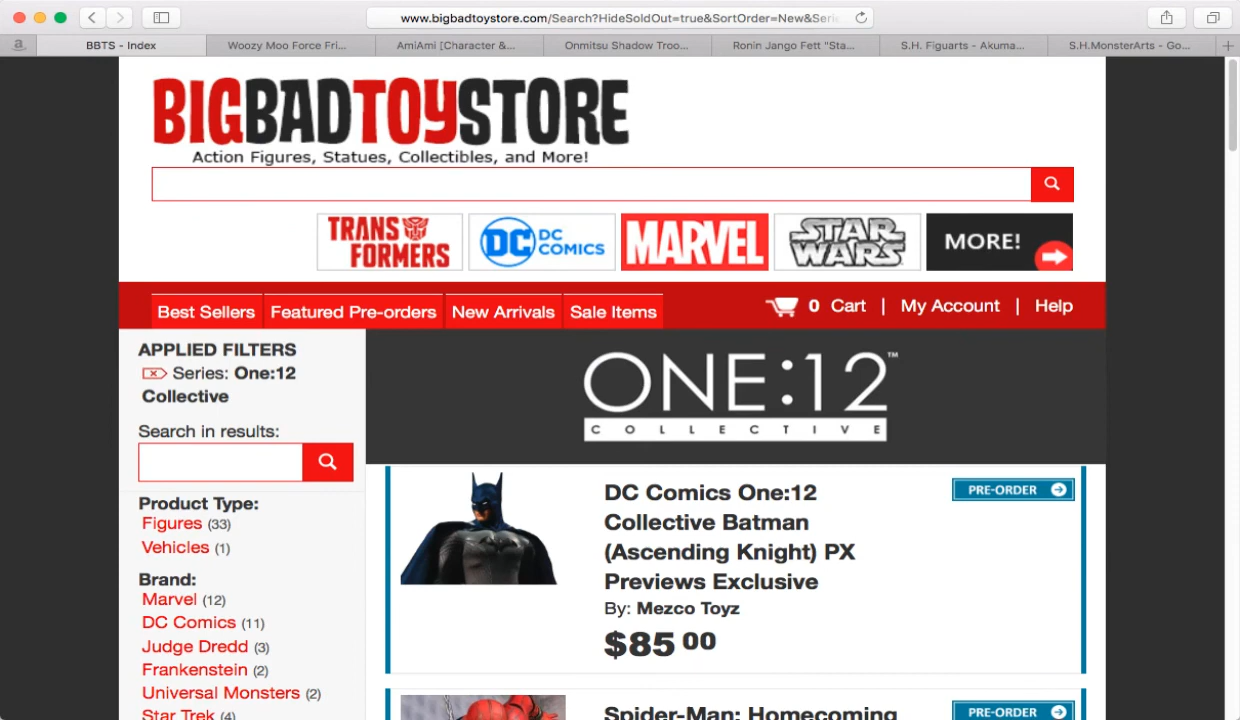 www.bigbadtoystore.com/Search?HideSoldOut=true&SortOrder=New&Serie
a
BBTS - Index
Woozy Moo Force Fri...
AmiAmi [Character &...
Onmitsu Shadow Troo...
Ronin Jango Fett "Sta...
S.H. Figuarts - Akuma...
S.H.MonsterArts - Go...
BIGBADTOYSTORE
Action Figures, Statues, Collectibles, and More!
TRANSFORMERS
DC DC COMICS
MARVEL
STAR WARS
MORE!
Best Sellers
Featured Pre-orders
New Arrivals
Sale Items
0 Cart | My Account | Help
APPLIED FILTERS
Series: One:12
Collective
Search in results:
Product Type:
Figures (33)
Vehicles (1)
Brand:
Marvel (12)
DC Comics (11)
Judge Dredd (3)
Frankenstein (2)
Universal Monsters (2)
Star Trek (4)
ONE:12™
COLLECTIVE
DC Comics One:12
Collective Batman
(Ascending Knight) PX
Previews Exclusive
By: Mezco Toyz
$85 00
PRE-ORDER
Spider-Man: Homecoming
PRE-ORDER